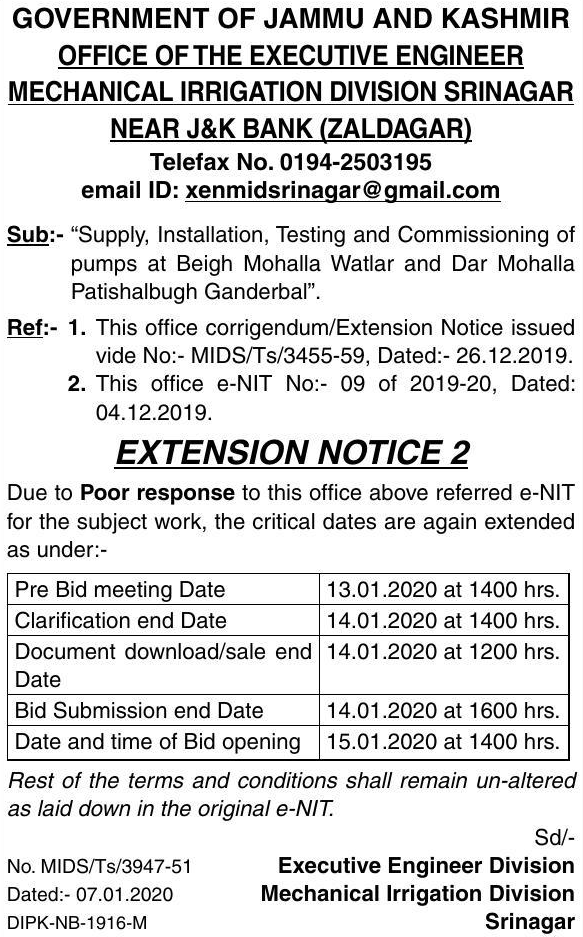 GOVERNMENT OF JAMMU AND KASHMIR
OFFICE OF THE EXECUTIVE ENGINEER
MECHANICAL IRRIGATION DIVISION SRINAGAR
NEAR J&K BANK (ZALDAGAR)
Telefax No. 0194-2503195
email ID: xenmidsrinagar@gmail.com
Sub:- “Supply, Installation, Testing and Commissioning of
pumps at Beigh Mohalla Watlar and Dar Mohalla
Patishalbugh Ganderbal”.
Ref:- 1. This office corrigendum/Extension Notice issued
vide No:- MIDS/Ts/3455-59, Dated:- 26.12.2019.
2. This office e-NIT No:- 09 of 2019-20, Dated:
04.12.2019.
EXTENSION NOTICE 2
Due to Poor response to this office above referred e-NIT
for the subject work, the critical dates are again extended
as under:-
Pre Bid meeting Date 13.01.2020 at 1400 hrs.
Clarification end Date 14.01.2020 at 1400 hrs.
Document download/sale end 14.01.2020 at 1200 hrs.
Date
Bid Submission end Date 14.01.2020 at 1600 hrs.
Date and time of Bid opening 15.01.2020 at 1400 hrs.
Rest of the terms and conditions shall remain un-altered
as laid down in the original e-NIT.
Sd/-
No. MIDS/Ts/3947-51 Executive Engineer Division
Dated:- 07.01.2020 Mechanical Irrigation Division
DIPK-NB-1916-M Srinagar